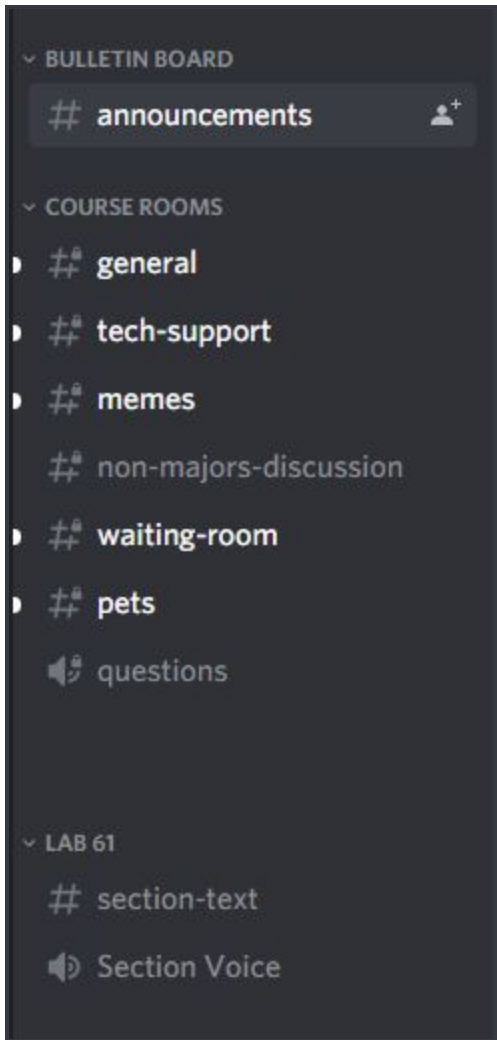 BULLETIN BOARD
announcements
COURSE ROOMS
general
tech-support
memes
non-majors-discussion
waiting-room
pets
questions
LAB 61
section-text
Section Voice